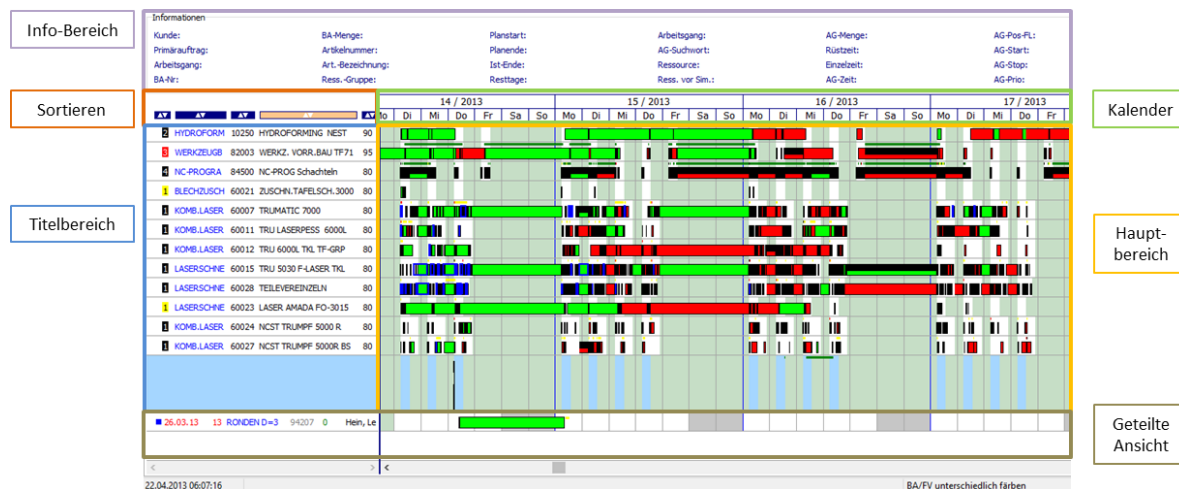 Informationen
Info-Bereich
Kunde: BA-Menge: Planstart: Arbeitsgang: AG-Menge: AG-Pos-FL:
Primärauftrag: Artikelnummer: Planende: AG-Suchwort: Rüstzeit: AG-Start:
Arbeitsgang: Art.-Bezeichnung: Ist-Ende: Ressource: Einzelzeit: AG-Stop:
BA-Nr: Ress.-Gruppe: Resttage: Ress. vor Sim.: AG-Zeit: AG-Prio:
Sortieren
14 / 2013 15 / 2013 16 / 2013 17 / 2013
Kalender
Mo Di Mi Do Fr Sa So Mo Di Mi Do Fr Sa So Mo Di Mi Do Fr Sa So Mo Di Mi Do Fr
2 HYDROFORM 10250 HYDROFORMING NEST 90
3 WERKZEUGB 82003 WERKZ. VORR.BAU TF71 95
4 NC-PROGRA 84500 NC-PROG Schachteln 80
1 BLECHZUSCH 60021 ZUSCHN.TAFELSCH.3000 80
Titelbereich
1 KOMB.LASER 60007 TRUMATIC 7000 80
1 KOMB.LASER 60011 TRU LASERPESS 6000L 80
Haupt-
bereich
1 KOMB.LASER 60012 TRU 6000L TKL TF-GRP 80
1 LASERSCHNE 60015 TRU 5030 F-LASER TKL 80
1 LASERSCHNE 60028 TEILEVEREINZELN 80
1 LASERSCHNE 60023 LASER AMADA FO-3015 80
1 KOMB.LASER 60024 NCST TRUMPF 5000 R 80
1 KOMB.LASER 60027 NCST TRUMPF 5000R BS 80
26.03.13 13 RONDEN D=3 94207 0 Hein, Le
Geteilte
Ansicht
22.04.2013 06:07:16 BA/FV unterschiedlich färben